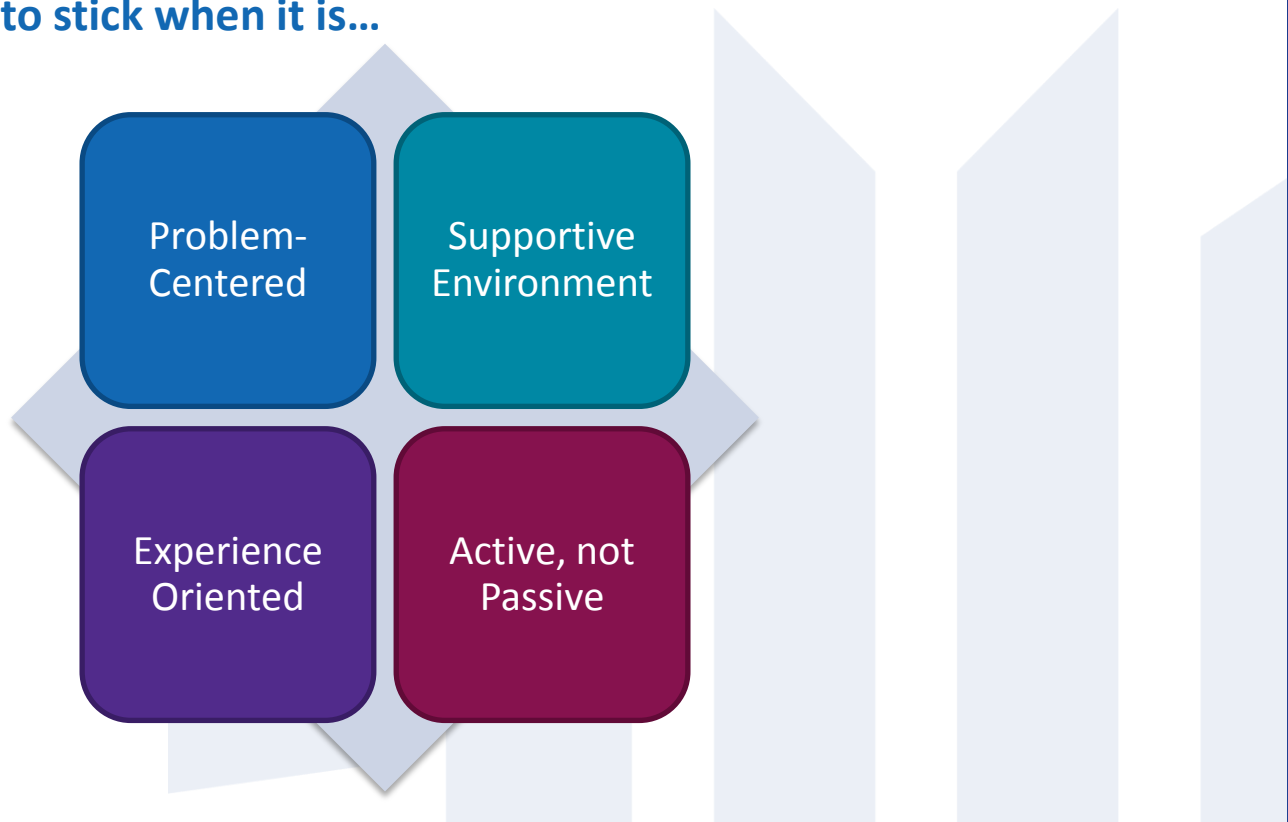 to stick when it is…
Problem-
Centered
Supportive
Environment
Experience
Oriented
Active, not
Passive